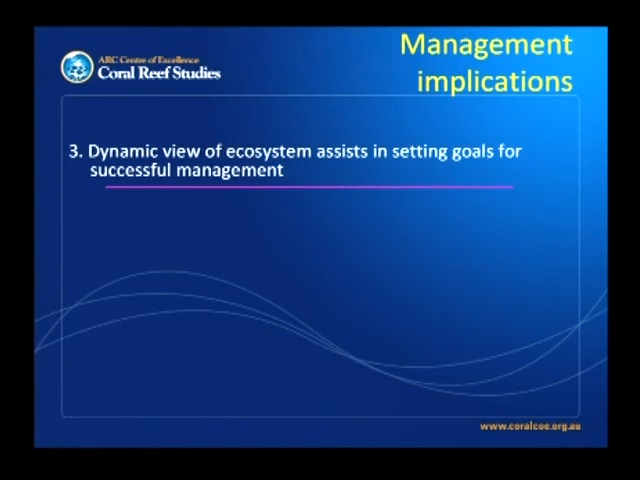 Management
implications
ARC Centre of Excellence
Coral Reef Studies
3. Dynamic view of ecosystem assists in setting goals for
successful management
www.coralcoe.org.au